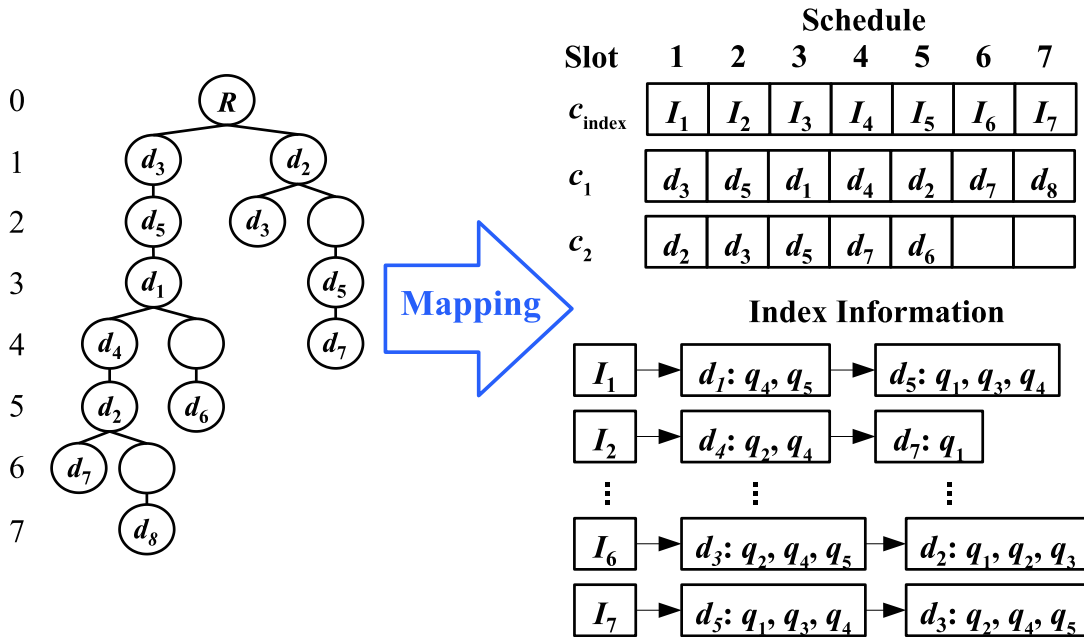 0 R
1 d₃ d₂
2 d₅ d₃
3 d₁ d₅
4 d₄ d₇
5 d₂ d₆
6 d₇
7 d₈
Mapping
Schedule
Slot 1 2 3 4 5 6 7
c_index I₁ I₂ I₃ I₄ I₅ I₆ I₇
c₁ d₃ d₅ d₁ d₄ d₂ d₇ d₈
c₂ d₂ d₃ d₅ d₇ d₆
Index Information
I₁ d₁: q₄, q₅ d₅: q₁, q₃, q₄
I₂ d₄: q₂, q₄ d₇: q₁
I₆ d₃: q₂, q₄, q₅ d₂: q₁, q₂, q₃
I₇ d₅: q₁, q₃, q₄ d₃: q₂, q₄, q₅